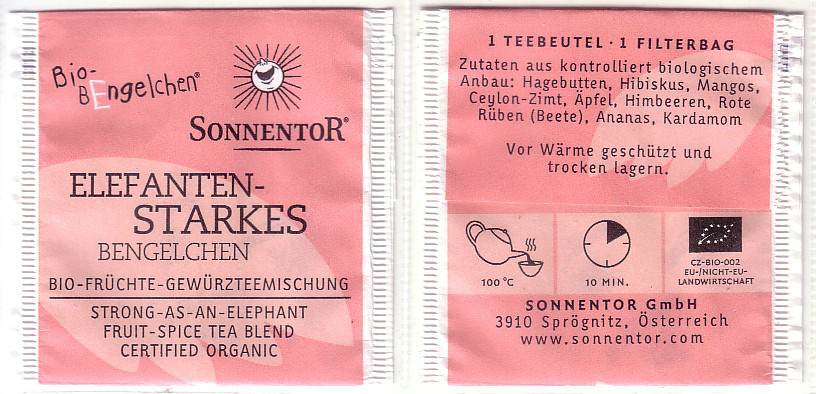 Bio-
BEngelchen®
SONNENTOR®
ELEFANTEN-
STARKES
BENGELCHEN
BIO-FRÜCHTE-GEWÜRZTEEMISCHUNG
STRONG-AS-AN-ELEPHANT
FRUIT-SPICE TEA BLEND
CERTIFIED ORGANIC
1 TEEBEUTEL · 1 FILTERBAG
Zutaten aus kontrolliert biologischem
Anbau: Hagebutten, Hibiskus, Mangos,
Ceylon-Zimt, Äpfel, Himbeeren, Rote
Rüben (Beete), Ananas, Kardamom
Vor Wärme geschützt und
trocken lagern.
100 °C
10 MIN.
CZ-BIO-002
EU-/NICHT-EU-
LANDWIRTSCHAFT
SONNENTOR GmbH
3910 Sprögnitz, Österreich
www.sonnentor.com